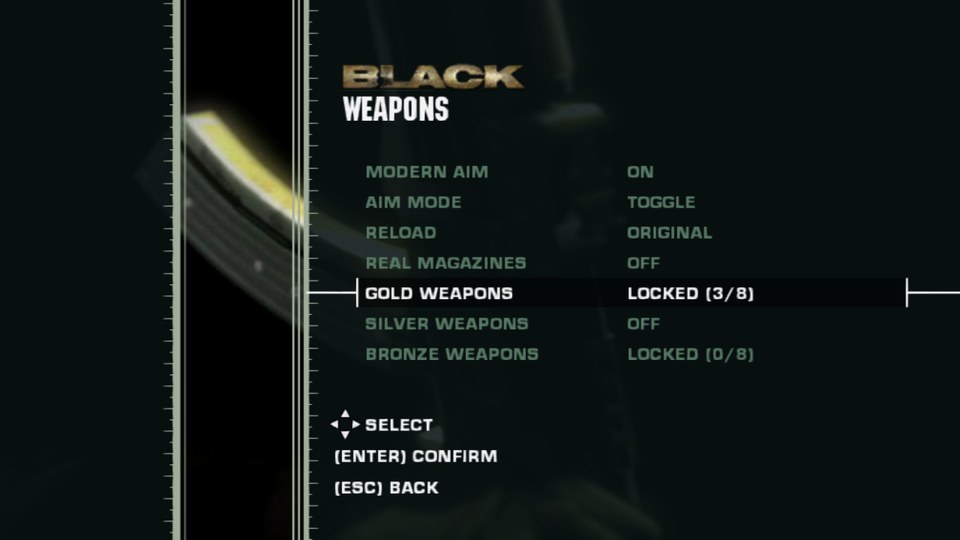 BLACK
WEAPONS
MODERN AIM ON
AIM MODE TOGGLE
RELOAD ORIGINAL
REAL MAGAZINES OFF
GOLD WEAPONS LOCKED (3/8)
SILVER WEAPONS OFF
BRONZE WEAPONS LOCKED (0/8)
SELECT
(ENTER) CONFIRM
(ESC) BACK